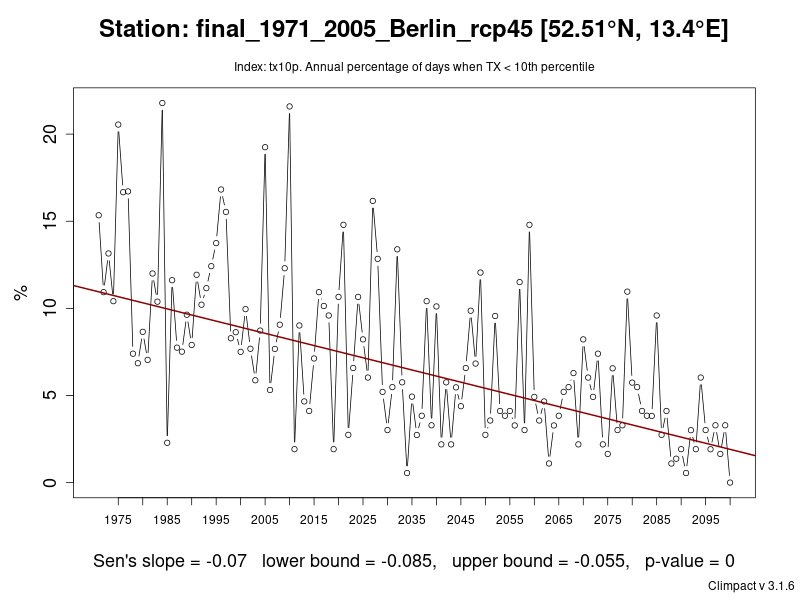 Station: final_1971_2005_Berlin_rcp45 [52.51°N, 13.4°E]
Index: tx10p. Annual percentage of days when TX < 10th percentile
20
15
10
5
0
%
1975 1985 1995 2005 2015 2025 2035 2045 2055 2065 2075 2085 2095
Sen's slope = -0.07 lower bound = -0.085, upper bound = -0.055, p-value = 0
Climpact v 3.1.6